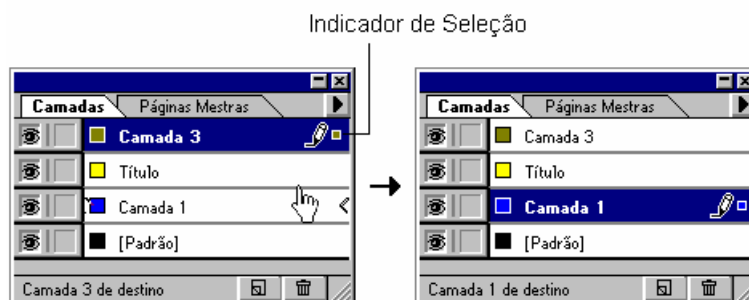 Indicador de Seleção
Camadas Páginas Mestras
Camada 3
Título
Camada 1
[Padrão]
Camada 3 de destino
Camadas Páginas Mestras
Camada 3
Título
Camada 1
[Padrão]
Camada 1 de destino